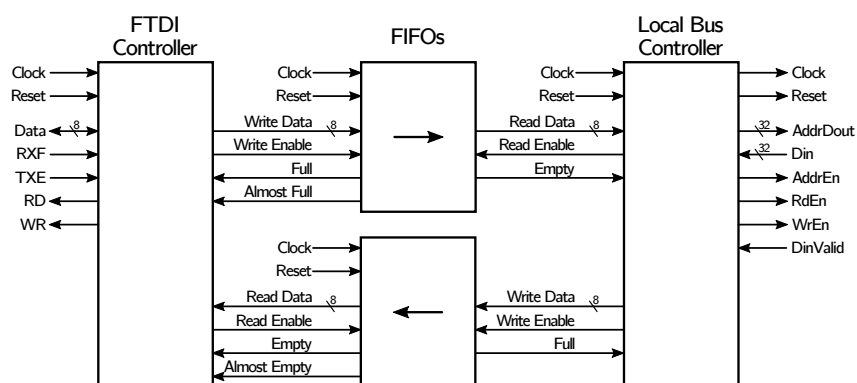 FTDI
Controller
FIFOs
Local Bus
Controller
Clock
Reset
Data 8
RXF
TXE
RD
WR
Write Data 8
Write Enable
Full
Almost Full
Clock
Reset
Read Data 8
Read Enable
Empty
Clock
Reset
Clock
Reset
32 AddrDout
32 Din
AddrEn
RdEn
WrEn
DinValid
Clock
Reset
Read Data 8
Read Enable
Empty
Almost Empty
Write Data 8
Write Enable
Full